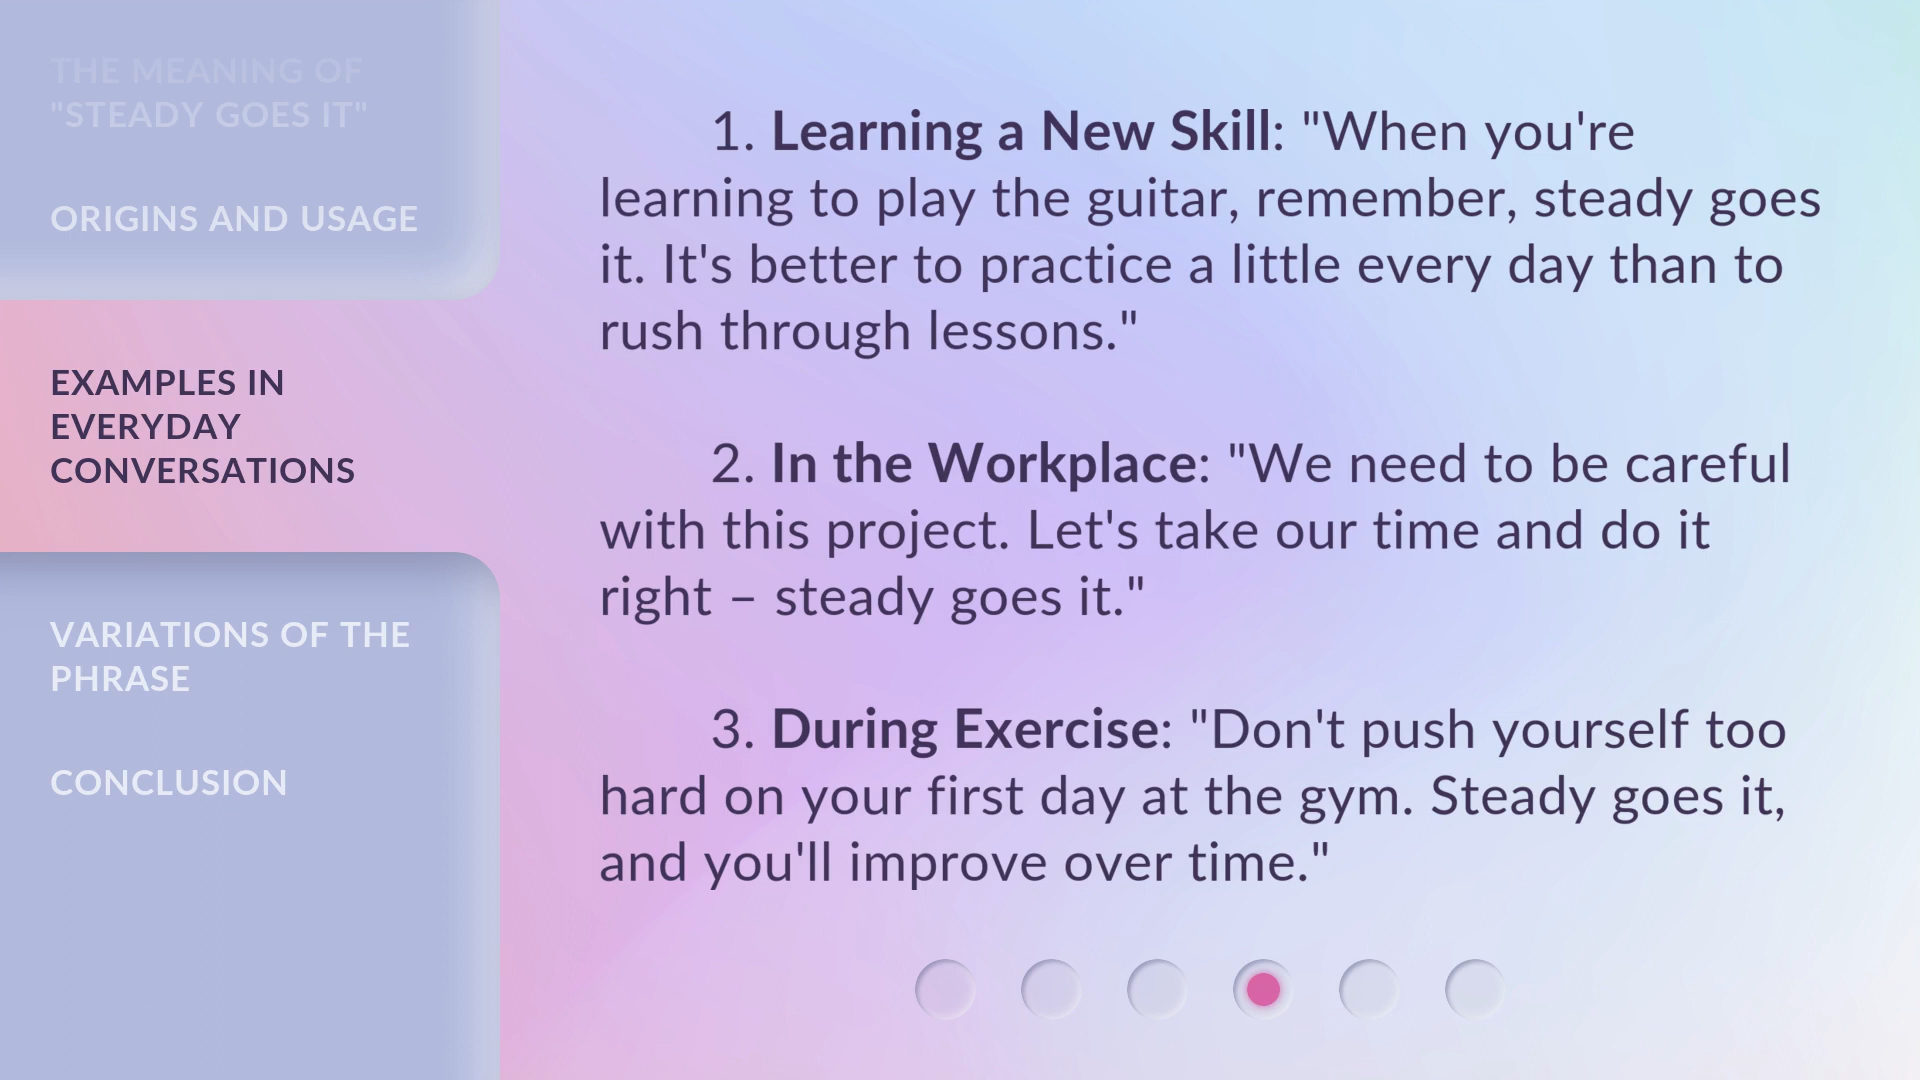 THE MEANING OF
"STEADY GOES IT"
ORIGINS AND USAGE
EXAMPLES IN
EVERYDAY
CONVERSATIONS
VARIATIONS OF THE
PHRASE
CONCLUSION
1. Learning a New Skill: "When you're
learning to play the guitar, remember, steady goes
it. It's better to practice a little every day than to
rush through lessons."
2. In the Workplace: "We need to be careful
with this project. Let's take our time and do it
right – steady goes it."
3. During Exercise: "Don't push yourself too
hard on your first day at the gym. Steady goes it,
and you'll improve over time."